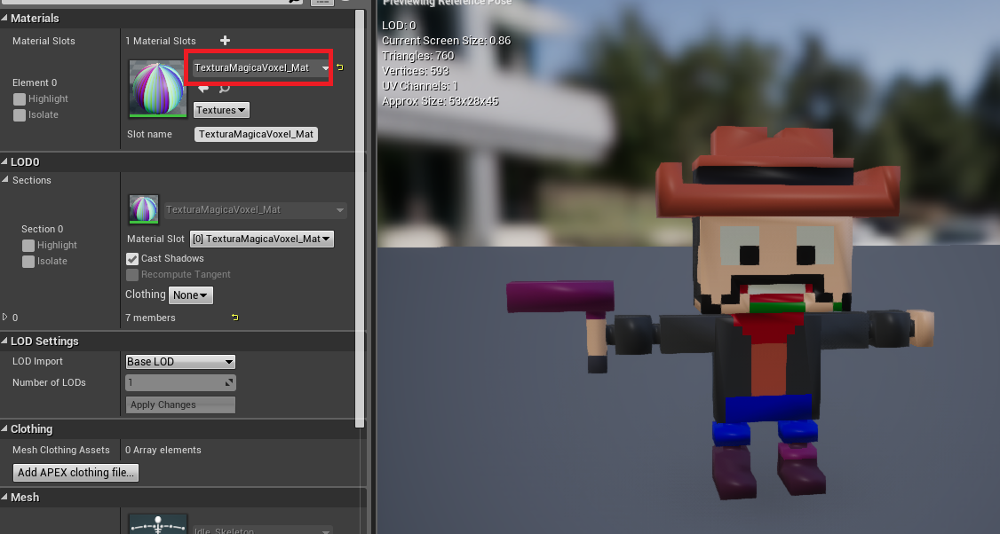 Materials
Material Slots
1 Material Slots
TexturaMagicaVoxel_Mat
Element 0
Highlight
Isolate
Textures
Slot name
TexturaMagicaVoxel_Mat
LOD0
Sections
TexturaMagicaVoxel_Mat
Section 0
Material Slot
[0] TexturaMagicaVoxel_Mat
Highlight
Isolate
Cast Shadows
Recompute Tangent
Clothing
None
0
7 members
LOD Settings
LOD Import
Base LOD
Number of LODs
1
Apply Changes
Clothing
Mesh Clothing Assets
0 Array elements
Add APEX clothing file...
Mesh
Idle_Skeleton
Previewing Reference Pose
LOD: 0
Current Screen Size: 0.86
Triangles: 760
Vertices: 593
UV Channels: 1
Approx Size: 53x28x45